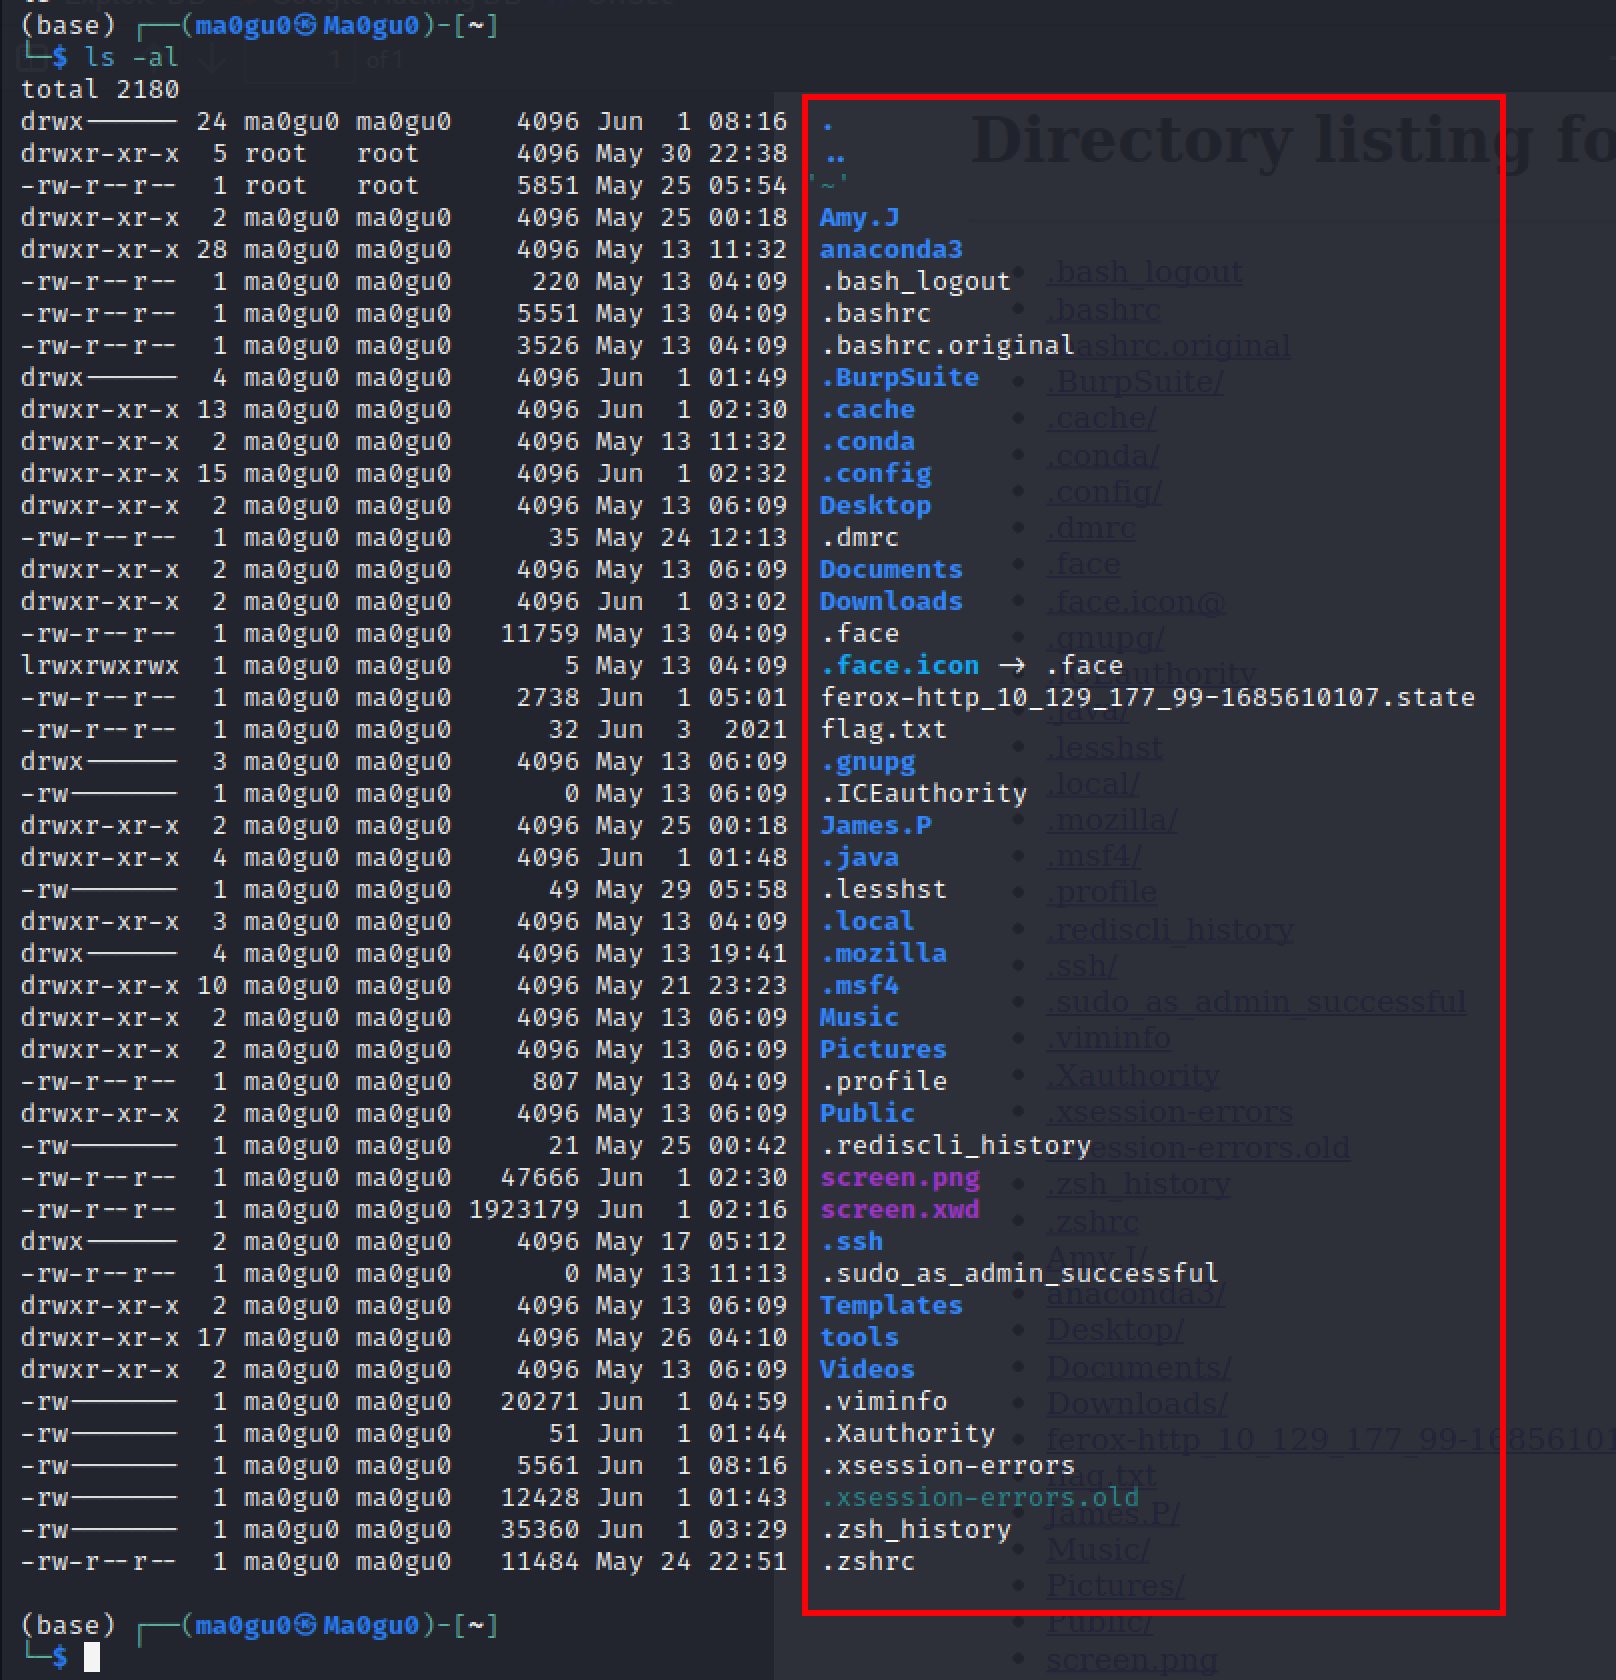 (base) ┌──(ma0gu0㉿Ma0gu0)-[~]
└─$ ls -al
total 2180
drwx------ 24 ma0gu0 ma0gu0    4096 Jun  1 08:16  .
drwxr-xr-x  5 root   root      4096 May 30 22:38  ..
-rw-r--r--  1 root   root      5851 May 25 05:54 '~'
drwxr-xr-x  2 ma0gu0 ma0gu0    4096 May 25 00:18  Amy.J
drwxr-xr-x 28 ma0gu0 ma0gu0    4096 May 13 11:32  anaconda3
-rw-r--r--  1 ma0gu0 ma0gu0     220 May 13 04:09  .bash_logout
-rw-r--r--  1 ma0gu0 ma0gu0    5551 May 13 04:09  .bashrc
-rw-r--r--  1 ma0gu0 ma0gu0    3526 May 13 04:09  .bashrc.original
drwx------  4 ma0gu0 ma0gu0    4096 Jun  1 01:49  .BurpSuite
drwxr-xr-x 13 ma0gu0 ma0gu0    4096 Jun  1 02:30  .cache
drwxr-xr-x  2 ma0gu0 ma0gu0    4096 May 13 11:32  .conda
drwxr-xr-x 15 ma0gu0 ma0gu0    4096 Jun  1 02:32  .config
drwxr-xr-x  2 ma0gu0 ma0gu0    4096 May 13 06:09  Desktop
-rw-r--r--  1 ma0gu0 ma0gu0      35 May 24 12:13  .dmrc
drwxr-xr-x  2 ma0gu0 ma0gu0    4096 May 13 06:09  Documents
drwxr-xr-x  2 ma0gu0 ma0gu0    4096 Jun  1 03:02  Downloads
-rw-r--r--  1 ma0gu0 ma0gu0   11759 May 13 04:09  .face
lrwxrwxrwx  1 ma0gu0 ma0gu0       5 May 13 04:09  .face.icon -> .face
-rw-r--r--  1 ma0gu0 ma0gu0    2738 Jun  1 05:01  ferox-http_10_129_177_99-1685610107.state
-rw-r--r--  1 ma0gu0 ma0gu0      32 Jun  3  2021  flag.txt
drwx------  3 ma0gu0 ma0gu0    4096 May 13 06:09  .gnupg
-rw-------  1 ma0gu0 ma0gu0       0 May 13 06:09  .ICEauthority
drwxr-xr-x  2 ma0gu0 ma0gu0    4096 May 25 00:18  James.P
drwxr-xr-x  4 ma0gu0 ma0gu0    4096 Jun  1 01:48  .java
-rw-------  1 ma0gu0 ma0gu0      49 May 29 05:58  .lesshst
drwxr-xr-x  3 ma0gu0 ma0gu0    4096 May 13 04:09  .local
drwx------  4 ma0gu0 ma0gu0    4096 May 13 19:41  .mozilla
drwxr-xr-x 10 ma0gu0 ma0gu0    4096 May 21 23:23  .msf4
drwxr-xr-x  2 ma0gu0 ma0gu0    4096 May 13 06:09  Music
drwxr-xr-x  2 ma0gu0 ma0gu0    4096 May 13 06:09  Pictures
-rw-r--r--  1 ma0gu0 ma0gu0     807 May 13 04:09  .profile
drwxr-xr-x  2 ma0gu0 ma0gu0    4096 May 13 06:09  Public
-rw-------  1 ma0gu0 ma0gu0      21 May 25 00:42  .rediscli_history
-rw-r--r--  1 ma0gu0 ma0gu0   47666 Jun  1 02:30  screen.png
-rw-r--r--  1 ma0gu0 ma0gu0 1923179 Jun  1 02:16  screen.xwd
drwx------  2 ma0gu0 ma0gu0    4096 May 17 05:12  .ssh
-rw-r--r--  1 ma0gu0 ma0gu0       0 May 13 11:13  .sudo_as_admin_successful
drwxr-xr-x  2 ma0gu0 ma0gu0    4096 May 13 06:09  Templates
drwxr-xr-x 17 ma0gu0 ma0gu0    4096 May 26 04:10  tools
drwxr-xr-x  2 ma0gu0 ma0gu0    4096 May 13 06:09  Videos
-rw-------  1 ma0gu0 ma0gu0   20271 Jun  1 04:59  .viminfo
-rw-------  1 ma0gu0 ma0gu0      51 Jun  1 01:44  .Xauthority
-rw-------  1 ma0gu0 ma0gu0    5561 Jun  1 08:16  .xsession-errors
-rw-------  1 ma0gu0 ma0gu0   12428 Jun  1 01:43  .xsession-errors.old
-rw-------  1 ma0gu0 ma0gu0   35360 Jun  1 03:29  .zsh_history
-rw-r--r--  1 ma0gu0 ma0gu0   11484 May 24 22:51  .zshrc
(base) ┌──(ma0gu0㉿Ma0gu0)-[~]
└─$
1 of 1
Directory listing fo
.bash_logout
.bashrc
.BurpSuite/
.cache/
.conda/
.config/
.dmrc
.face
.face.icon@
.gnupg/
.java/
.lesshst
.local/
.mozilla/
.msf4/
.profile
.rediscli_history
.ssh/
.sudo_as_admin_successful
.viminfo
.Xauthority
.xsession-errors
.zsh_history
.zshrc
Amy.J/
anaconda3/
Desktop/
Documents/
Downloads/
ferox-http_10_129_177_99-16856101
flag.txt
James.P/
Music/
Pictures/
Public/
screen.png